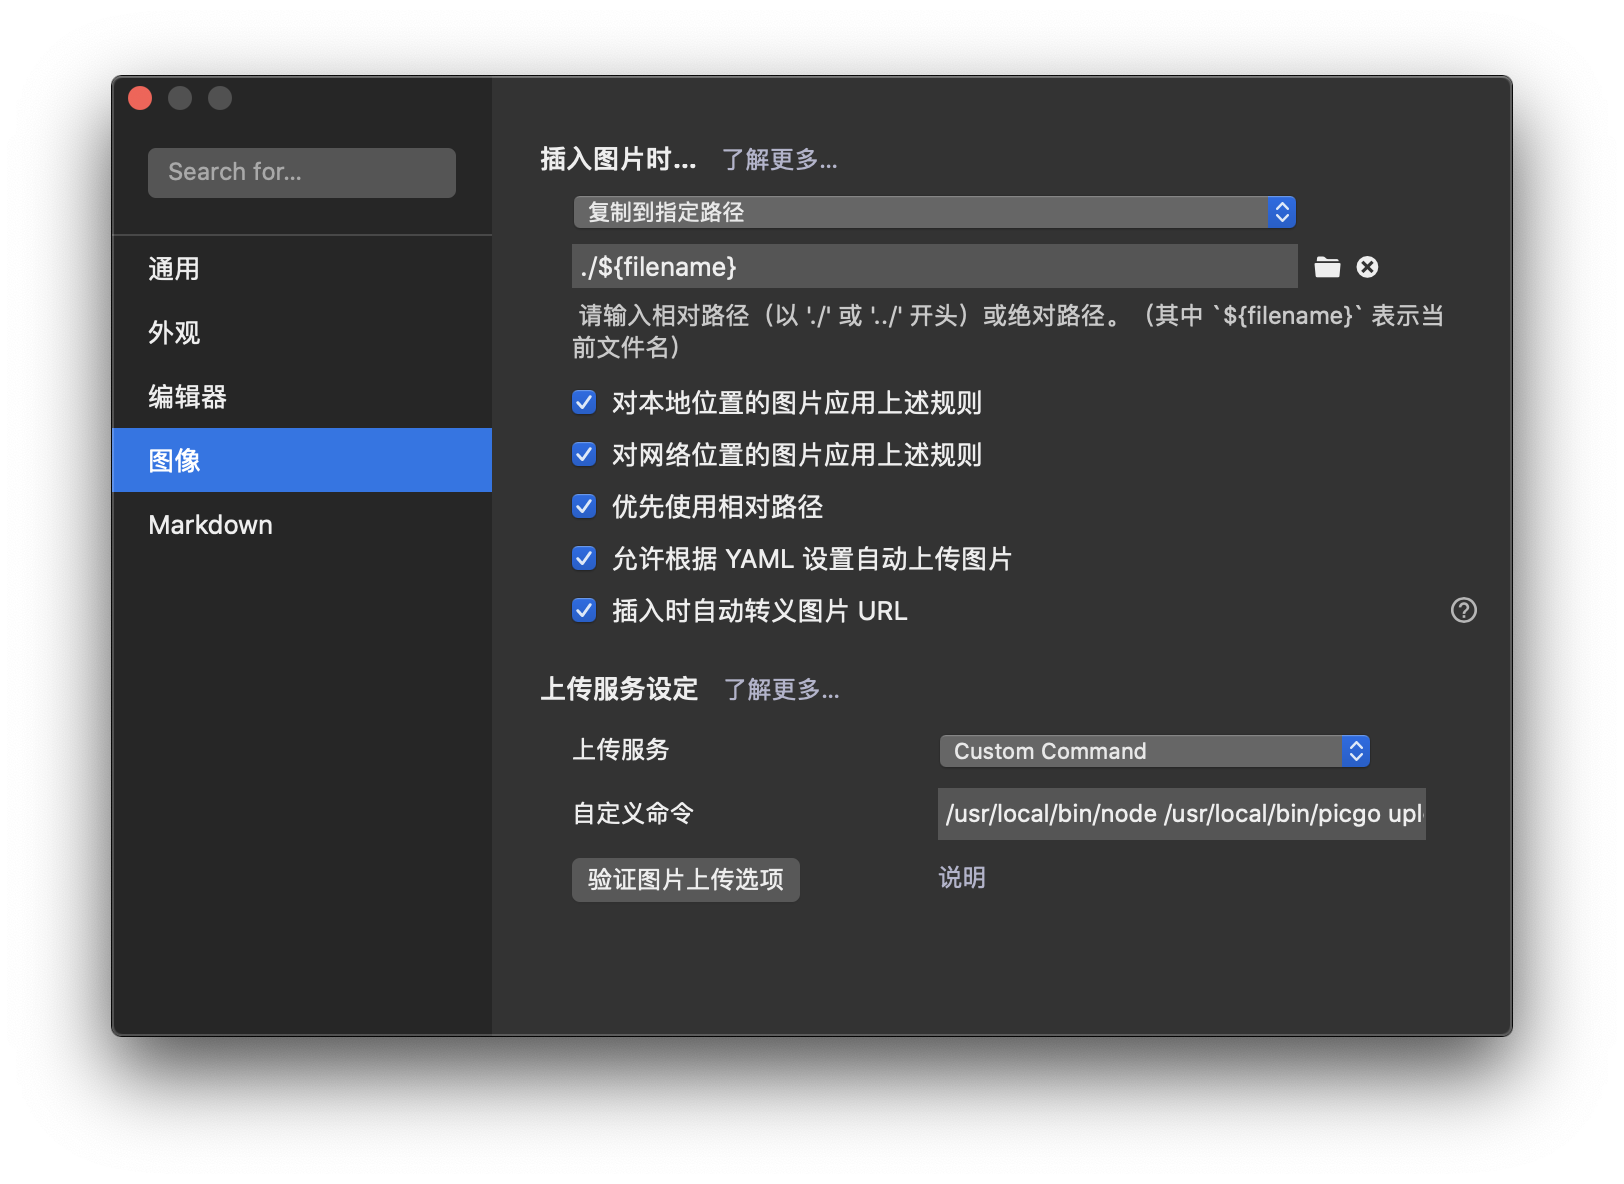 Search for...
通用
外观
编辑器
图像
Markdown
插入图片时... 了解更多...
复制到指定路径
./${filename}
请输入相对路径（以 './' 或 '../' 开头）或绝对路径。（其中 `${filename}` 表示当
前文件名）
对本地位置的图片应用上述规则
对网络位置的图片应用上述规则
优先使用相对路径
允许根据 YAML 设置自动上传图片
插入时自动转义图片 URL
上传服务设定 了解更多...
上传服务 Custom Command
自定义命令 /usr/local/bin/node /usr/local/bin/picgo upl
验证图片上传选项 说明